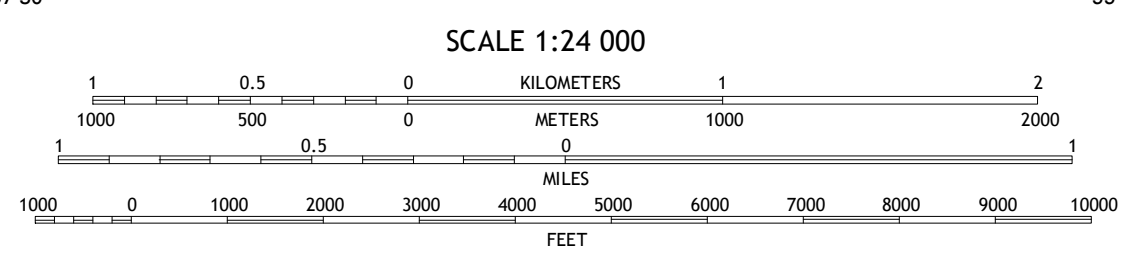 SCALE 1:24 000
1 0.5 0 KILOMETERS 1 2
1000 500 0 METERS 1000 2000
1 0.5 0 1
MILES
1000 0 1000 2000 3000 4000 5000 6000 7000 8000 9000 10000
FEET